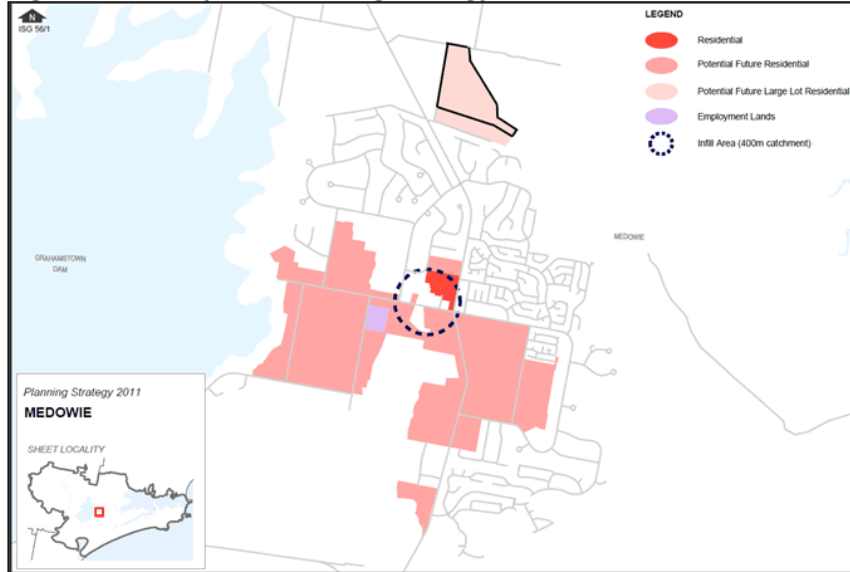 N
ISG 56/1
LEGEND
Residential
Potential Future Residential
Potential Future Large Lot Residential
Employment Lands
Infill Area (400m catchment)
MEDOWIE
GRAHAMSTOWN
DAM
Planning Strategy 2011
MEDOWIE
SHEET LOCALITY